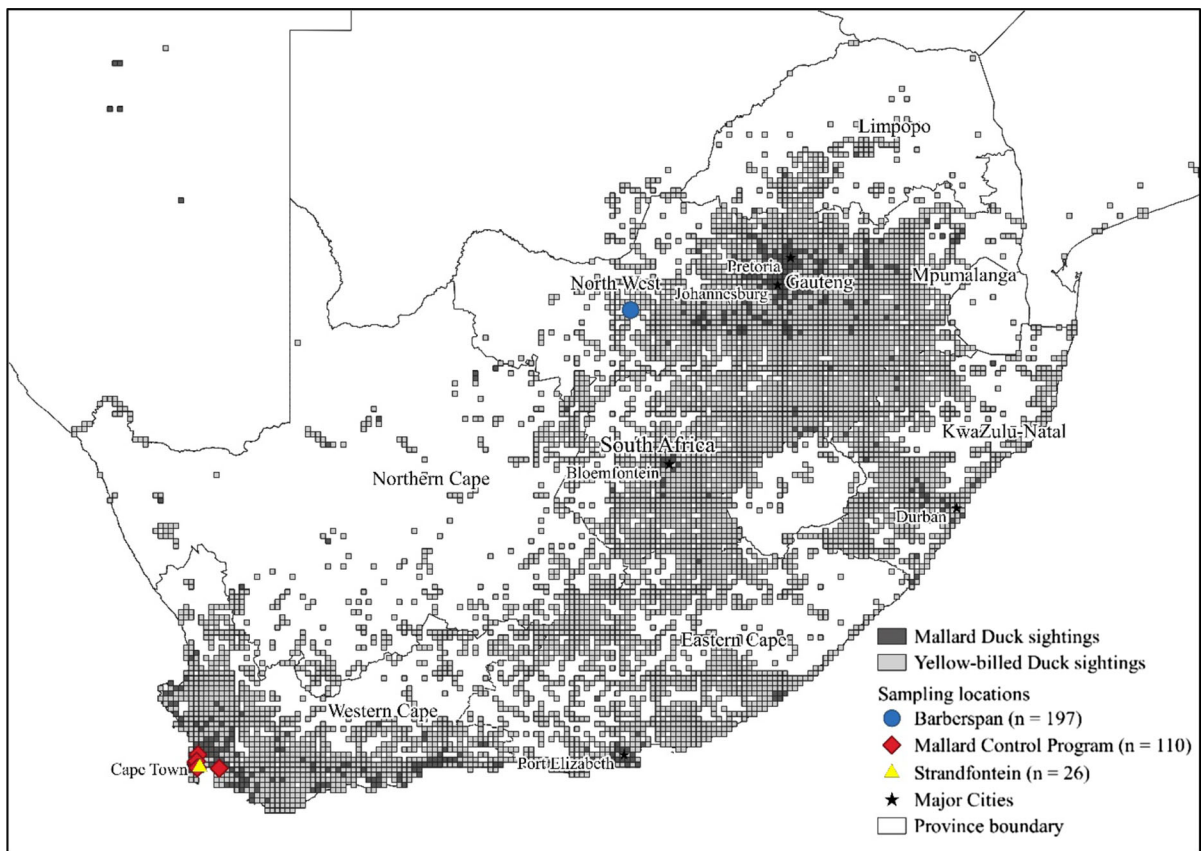 Limpopo
Pretoria
Gauteng
Mpumalanga
North West
Johannesburg
KwaZulu-Natal
South Africa
Bloemfontein
Northern Cape
Durban
Eastern Cape
Western Cape
Port Elizabeth
Cape Town
Mallard Duck sightings
Yellow-billed Duck sightings
Sampling locations
Barberspan (n = 197)
Mallard Control Program (n = 110)
Strandfontein (n = 26)
Major Cities
Province boundary